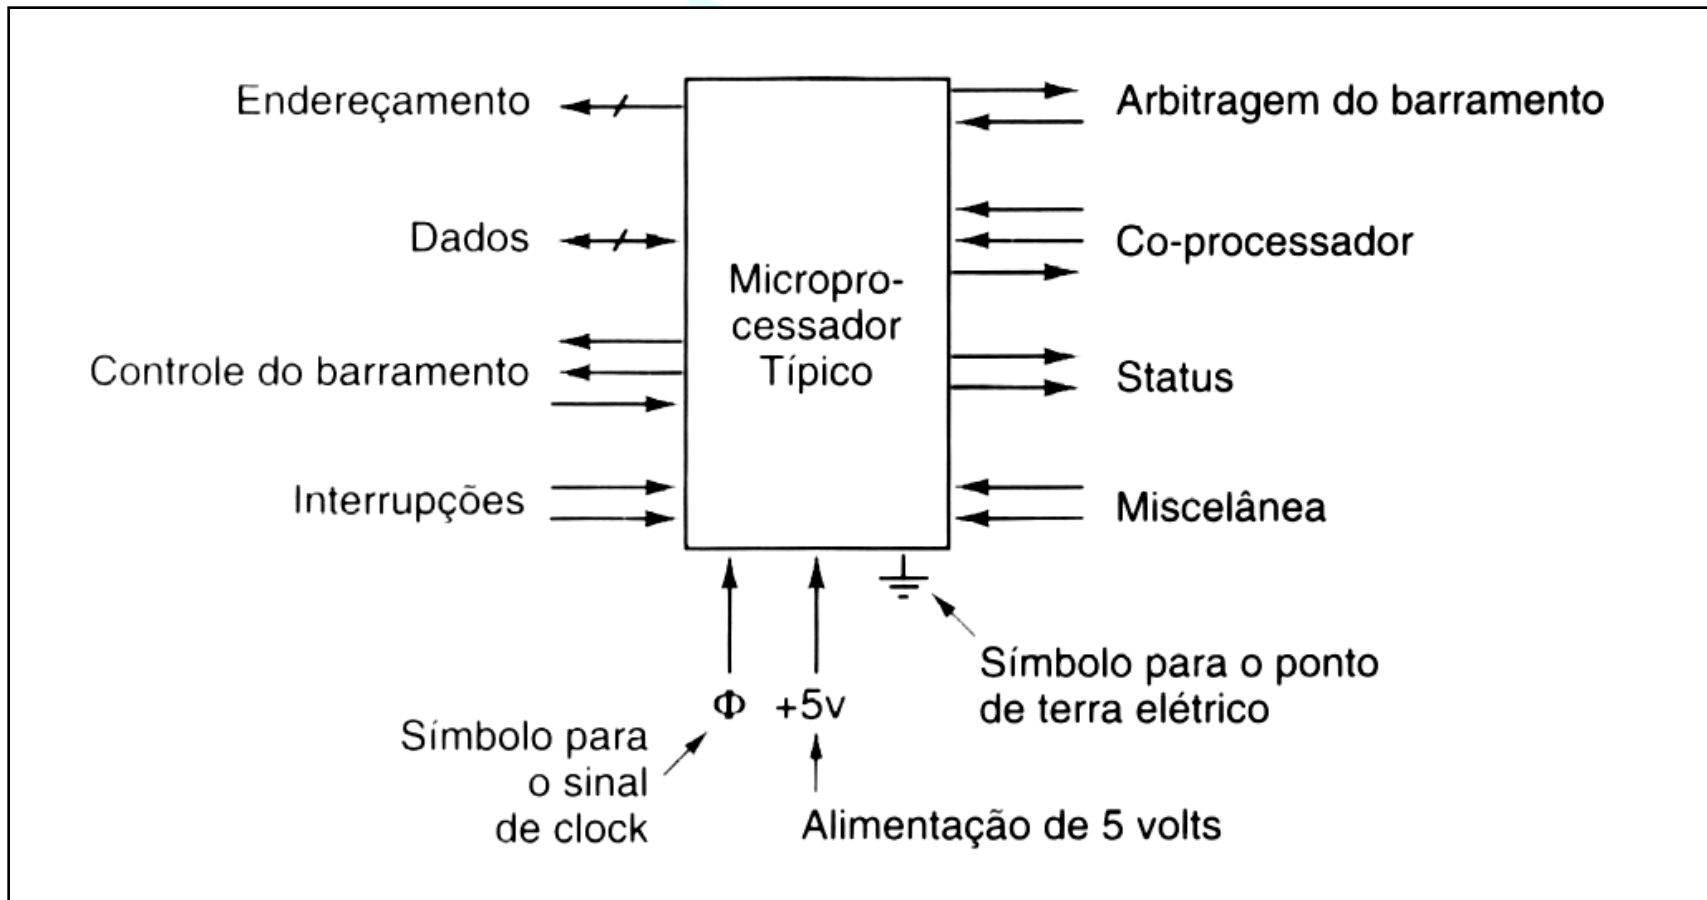 Endereçamento
Dados
Controle do barramento
Interrupções
Micropro-
cessador
Típico
Arbitragem do barramento
Co-processador
Status
Miscelânea
Φ +5v
Símbolo para
o sinal
de clock
Alimentação de 5 volts
Símbolo para o ponto
de terra elétrico